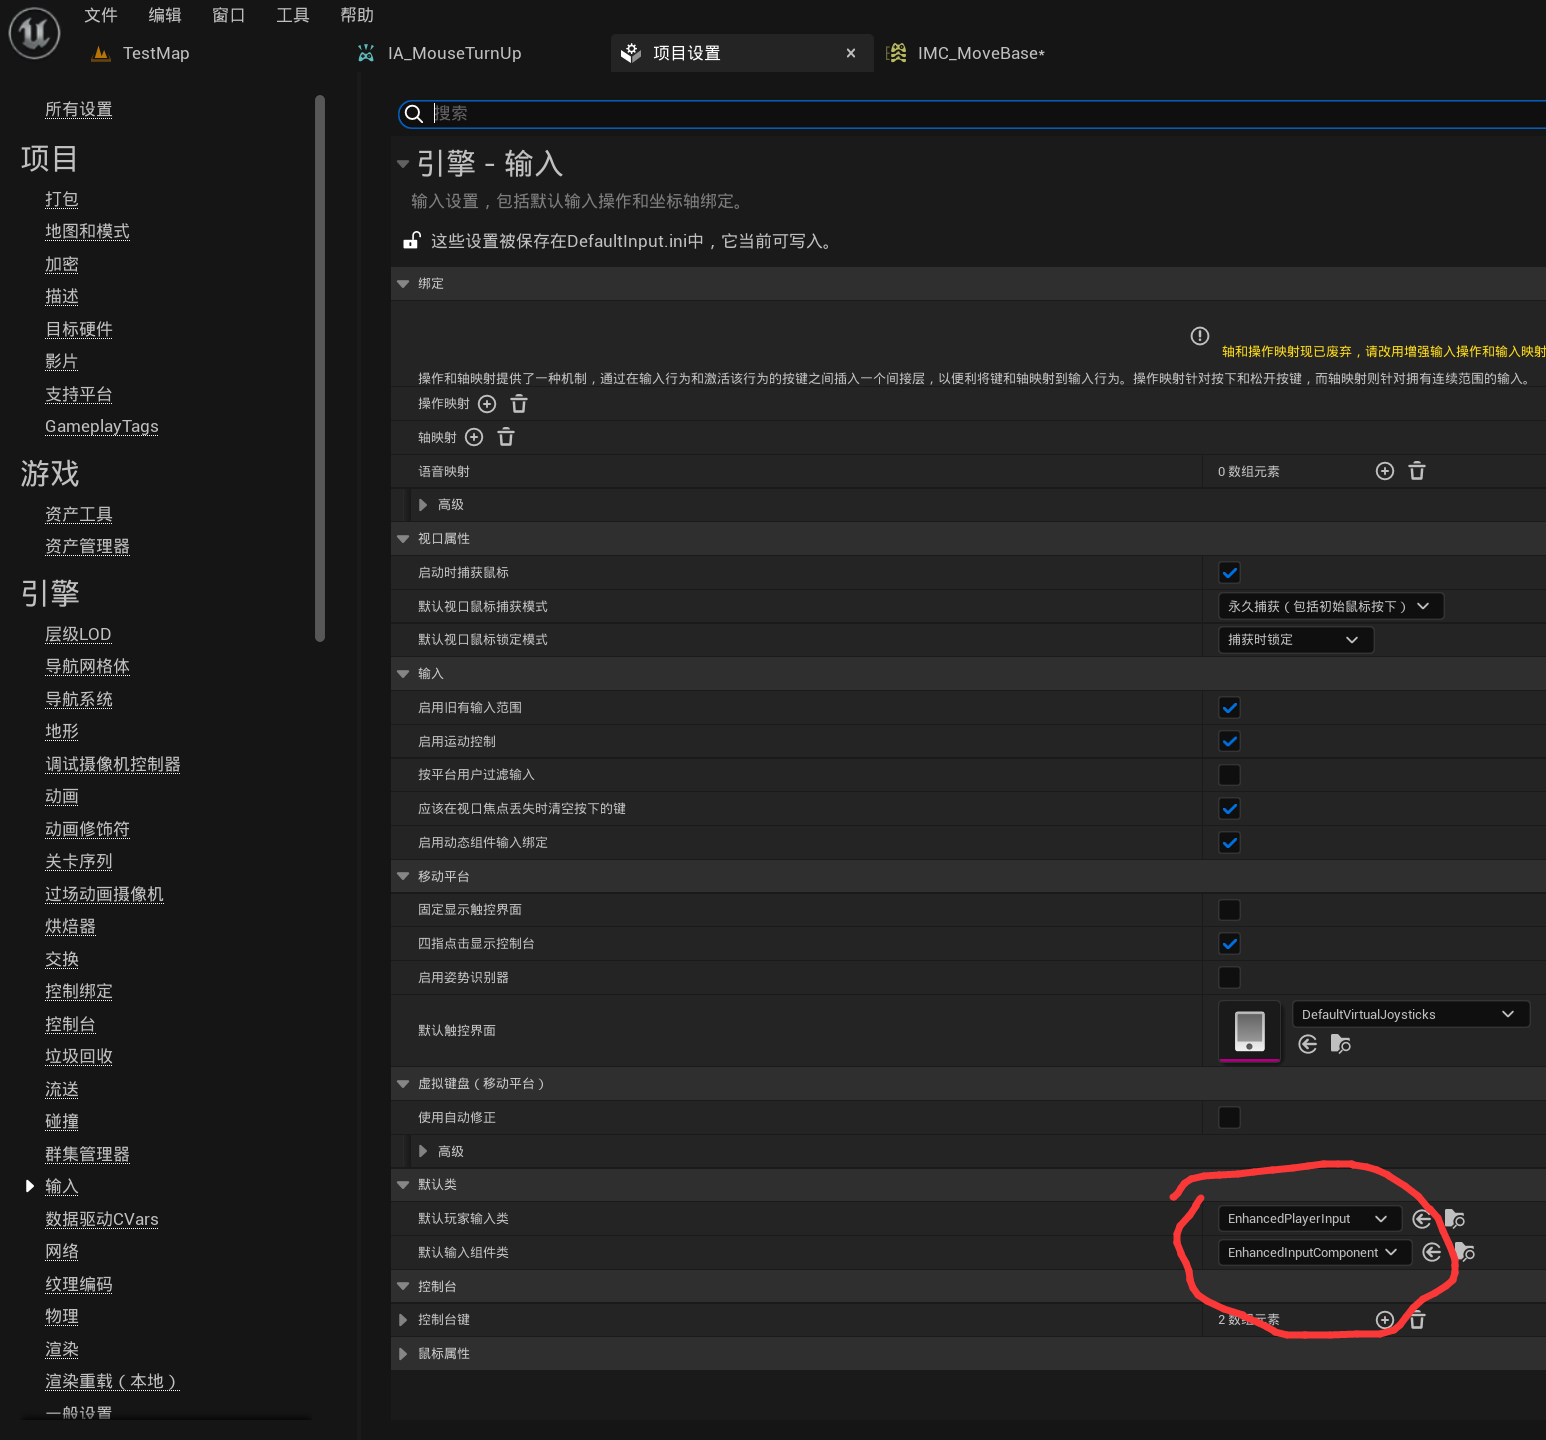 文件 编辑 窗口 工具 帮助
TestMap IA_MouseTurnUp 项目设置 × IMC_MoveBase*
所有设置
项目
打包
地图和模式
加密
描述
目标硬件
影片
支持平台
GameplayTags
游戏
资产工具
资产管理器
引擎
层级LOD
导航网格体
导航系统
地形
调试摄像机控制器
动画
动画修饰符
关卡序列
过场动画摄像机
烘焙器
交换
控制绑定
控制台
垃圾回收
流送
碰撞
群集管理器
输入
数据驱动CVars
网络
纹理编码
物理
渲染
渲染重载（本地）
一般设置
搜索
引擎 - 输入
输入设置，包括默认输入操作和坐标轴绑定。
这些设置被保存在DefaultInput.ini中，它当前可写入。
绑定
轴和操作映射现已废弃，请改用增强输入操作和输入映射
操作和轴映射提供了一种机制，通过在输入行为和激活该行为的按键之间插入一个间接层，以便利将键和轴映射到输入行为。操作映射针对按下和松开按键，而轴映射则针对拥有连续范围的输入。
操作映射
轴映射
语音映射 0 数组元素
高级
视口属性
启动时捕获鼠标
默认视口鼠标捕获模式 永久捕获（包括初始鼠标按下）
默认视口鼠标锁定模式 捕获时锁定
输入
启用旧有输入范围
启用运动控制
按平台用户过滤输入
应该在视口焦点丢失时清空按下的键
启用动态组件输入绑定
移动平台
固定显示触控界面
四指点击显示控制台
启用姿势识别器
默认触控界面 DefaultVirtualJoysticks
虚拟键盘（移动平台）
使用自动修正
高级
默认类
默认玩家输入类 EnhancedPlayerInput
默认输入组件类 EnhancedInputComponent
控制台
控制台键 2 数组元素
鼠标属性